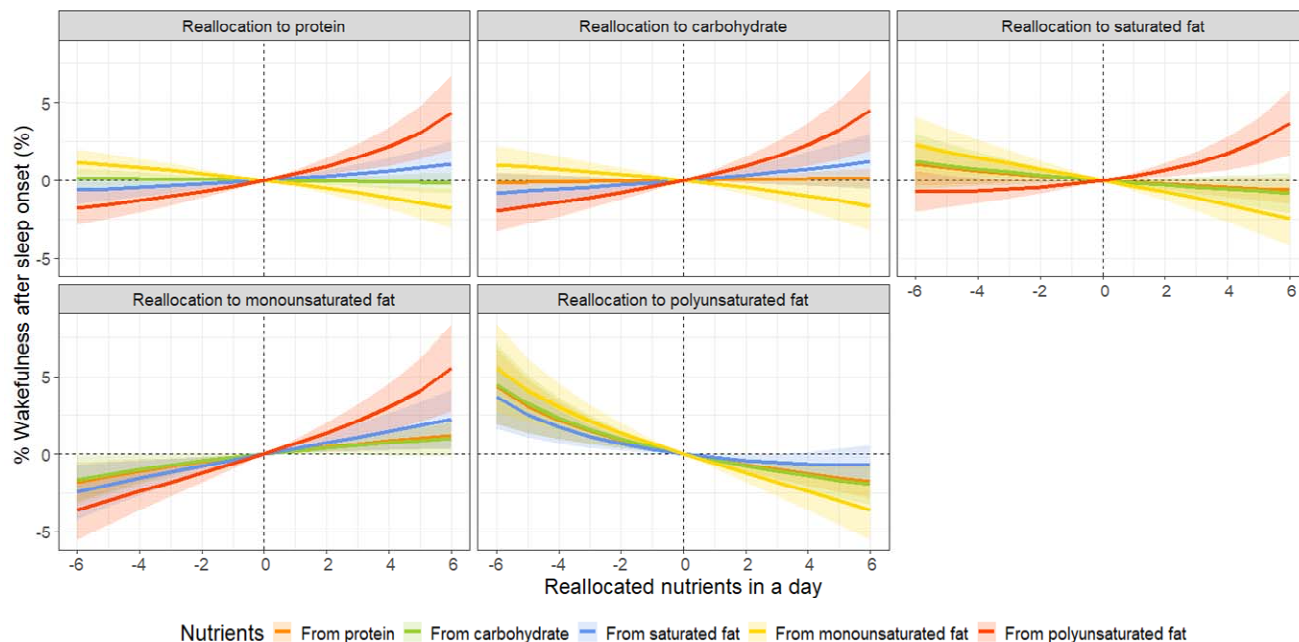 Reallocation to protein
Reallocation to carbohydrate
Reallocation to saturated fat
5
0
-5
-6 -4 -2 0 2 4 6
Reallocation to monounsaturated fat
Reallocation to polyunsaturated fat
5
0
-5
-6 -4 -2 0 2 4 6
-6 -4 -2 0 2 4 6
% Wakefulness after sleep onset (%)
Reallocated nutrients in a day
Nutrients From protein From carbohydrate From saturated fat From monounsaturated fat From polyunsaturated fat